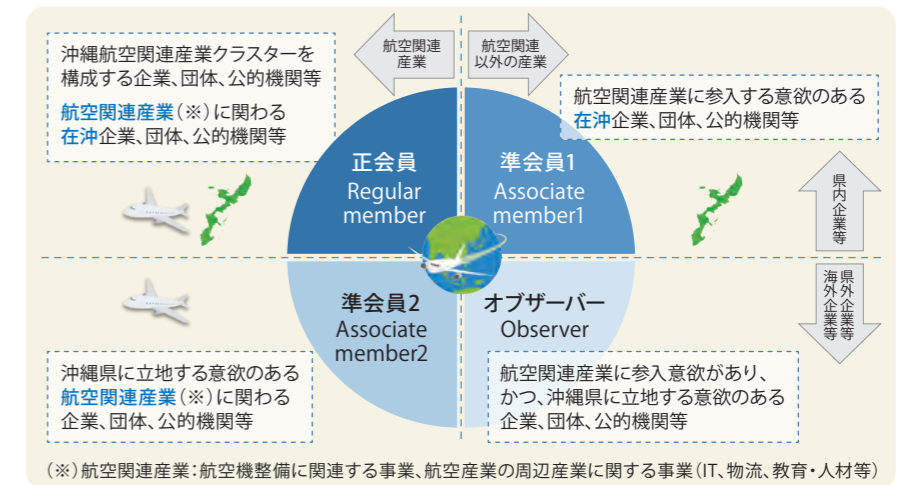 航空関連
産業
航空関連
以外の産業
沖縄航空関連産業クラスターを
構成する企業、団体、公的機関等
航空関連産業(※)に関わる
在沖企業、団体、公的機関等
航空関連産業に参入する意欲のある
在沖企業、団体、公的機関等
正会員
Regular
member
準会員1
Associate
member1
県内企業等
準会員2
Associate
member2
オブザーバー
Observer
県外企業等
海外企業等
沖縄県に立地する意欲のある
航空関連産業(※)に関わる
企業、団体、公的機関等
航空関連産業に参入意欲があり、
かつ、沖縄県に立地する意欲のある
企業、団体、公的機関等
(※)航空関連産業:航空機整備に関連する事業、航空産業の周辺産業に関する事業(IT、物流、教育・人材等)